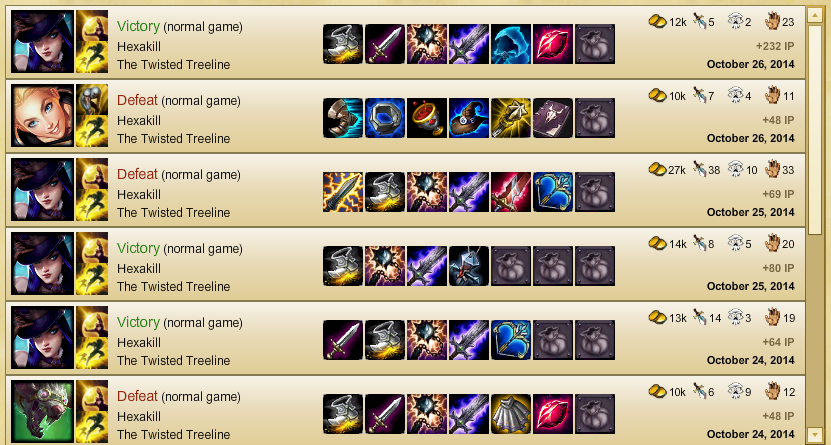 Victory (normal game) 12k 5 2 23
Hexakill +232 IP
The Twisted Treeline October 26, 2014
Defeat (normal game) 10k 7 4 11
Hexakill +48 IP
The Twisted Treeline October 26, 2014
Defeat (normal game) 27k 38 10 33
Hexakill +69 IP
The Twisted Treeline October 25, 2014
Victory (normal game) 14k 8 5 20
Hexakill +80 IP
The Twisted Treeline October 25, 2014
Victory (normal game) 13k 14 3 19
Hexakill +64 IP
The Twisted Treeline October 24, 2014
Defeat (normal game) 10k 6 9 12
Hexakill +48 IP
The Twisted Treeline October 24, 2014